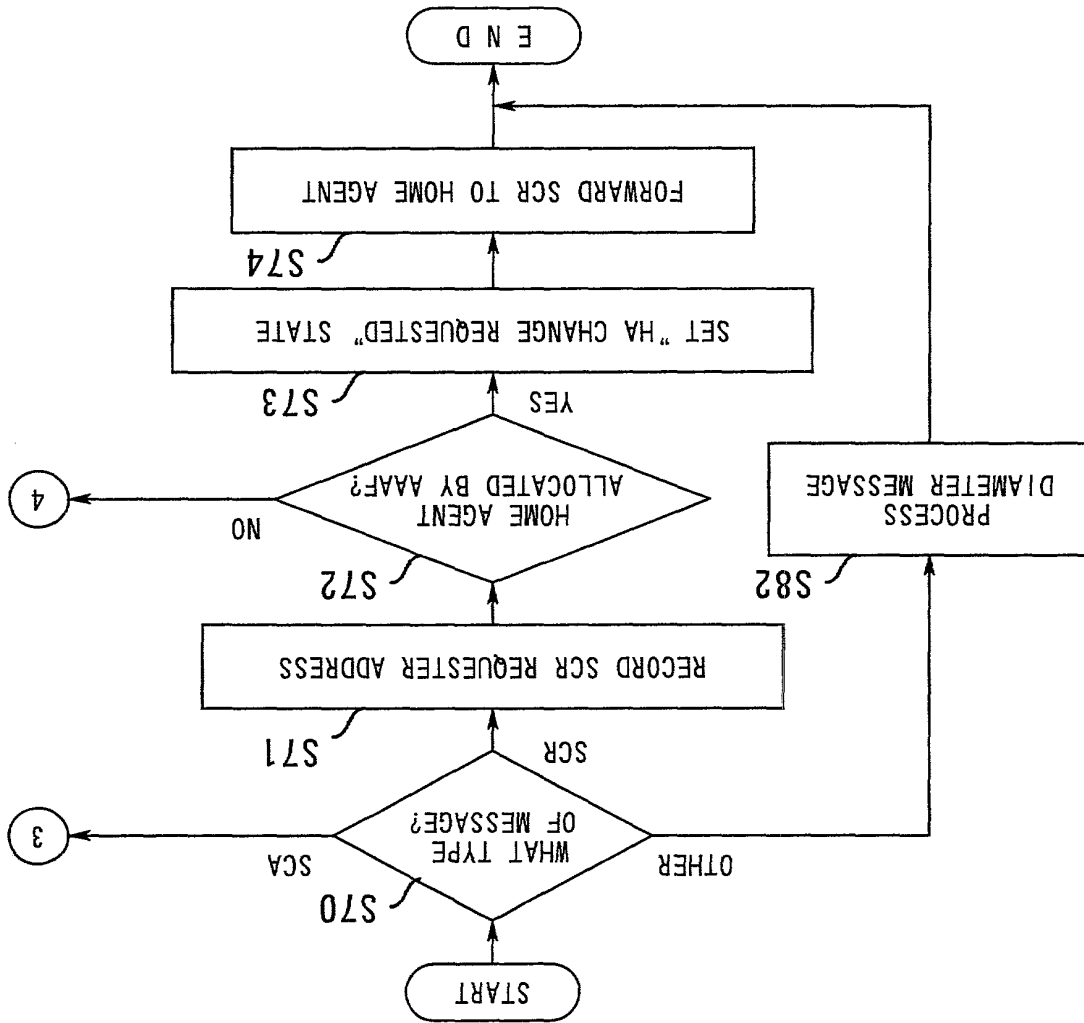 START
S70
WHAT TYPE
OF MESSAGE?
OTHER
SCA
3
SCR
S71
RECORD SCR REQUESTER ADDRESS
S72
HOME AGENT
ALLOCATED BY AAAF?
NO
4
YES
S82
PROCESS
DIAMETER MESSAGE
S73
SET "HA CHANGE REQUESTED" STATE
S74
FORWARD SCR TO HOME AGENT
END